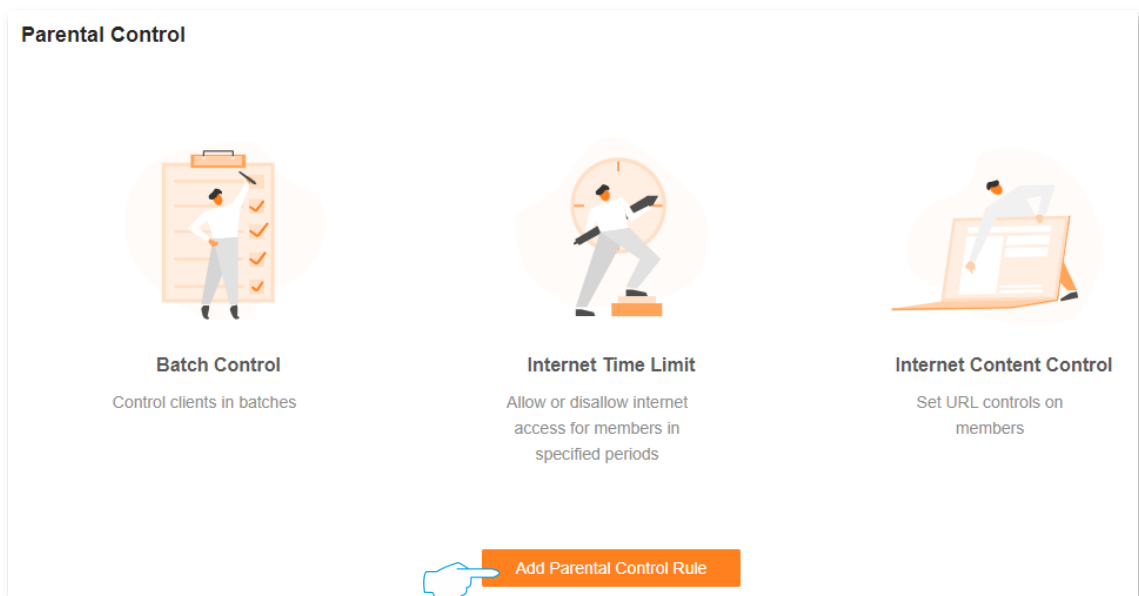 Parental Control
Batch Control
Control clients in batches
Internet Time Limit
Allow or disallow internet
access for members in
specified periods
Internet Content Control
Set URL controls on
members
Add Parental Control Rule